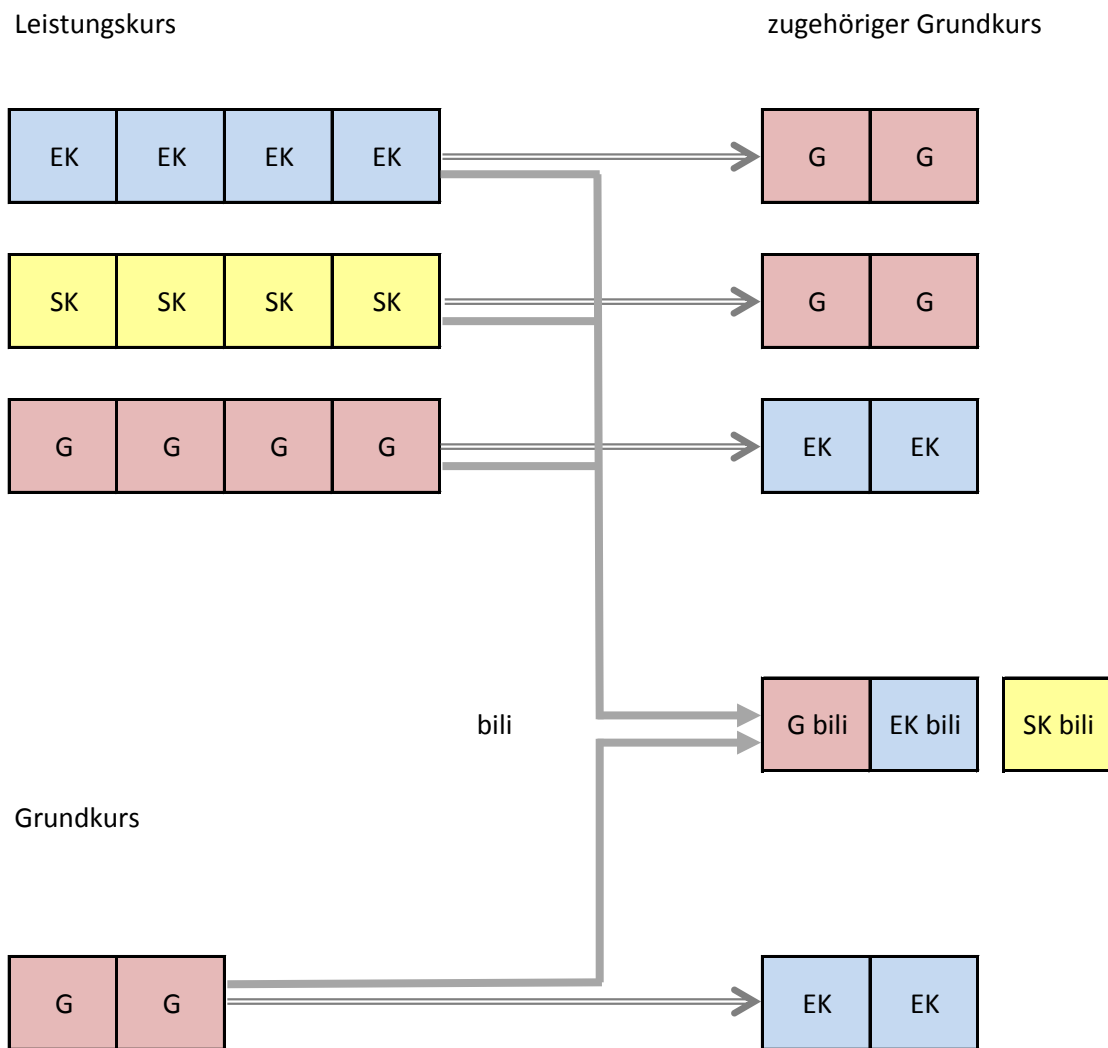 Leistungskurs zugehöriger Grundkurs
EK EK EK EK G G
SK SK SK SK G G
G G G G EK EK
bili G bili EK bili SK bili
Grundkurs
G G EK EK